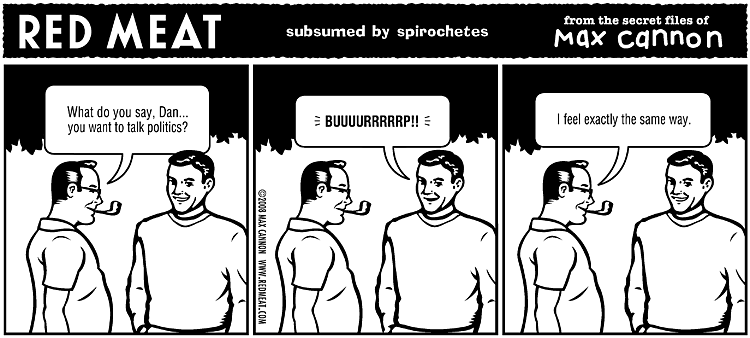 RED MEAT
subsumed by spirochetes
from the secret files of
Max cannon
What do you say, Dan...
you want to talk politics?
BUUUURRRRRP!!
©2009 MAX CANNON WWW.REDMEAT.COM
I feel exactly the same way.